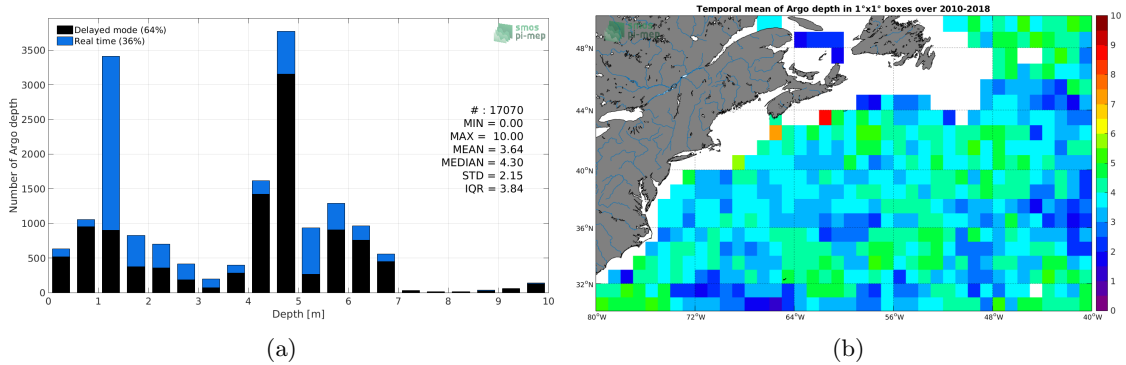 Delayed mode (64%)
Real time (36%)
smos
pi-mep
# : 17070
MIN = 0.00
MAX = 10.00
MEAN = 3.64
MEDIAN = 4.30
STD = 2.15
IQR = 3.84
Number of Argo depth
3500
3000
2500
2000
1500
1000
500
0
0 1 2 3 4 5 6 7 8 9 10
Depth [m]
(a)
Temporal mean of Argo depth in 1°x1° boxes over 2010-2018
smos
pi-mep
48°N
44°N
40°N
36°N
32°N
80°W 72°W 64°W 56°W 48°W 40°W
10
9
8
7
6
5
4
3
2
1
0
(b)